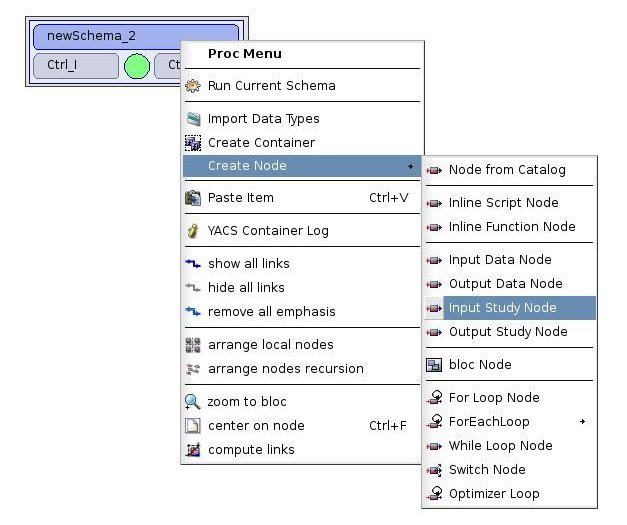 newSchema_2
Ctrl_I
Ct
Proc Menu
Run Current Schema
Import Data Types
Create Container
Create Node
Paste Item Ctrl+V
YACS Container Log
show all links
hide all links
remove all emphasis
arrange local nodes
arrange nodes recursion
zoom to bloc
center on node Ctrl+F
compute links
Node from Catalog
Inline Script Node
Inline Function Node
Input Data Node
Output Data Node
Input Study Node
Output Study Node
bloc Node
For Loop Node
ForEachLoop
While Loop Node
Switch Node
Optimizer Loop